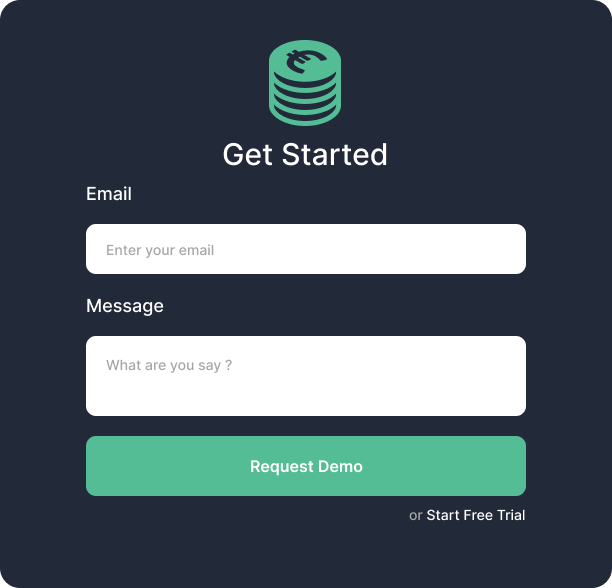 €
Get Started
Email
Enter your email
Message
What are you say ?
Request Demo
or Start Free Trial